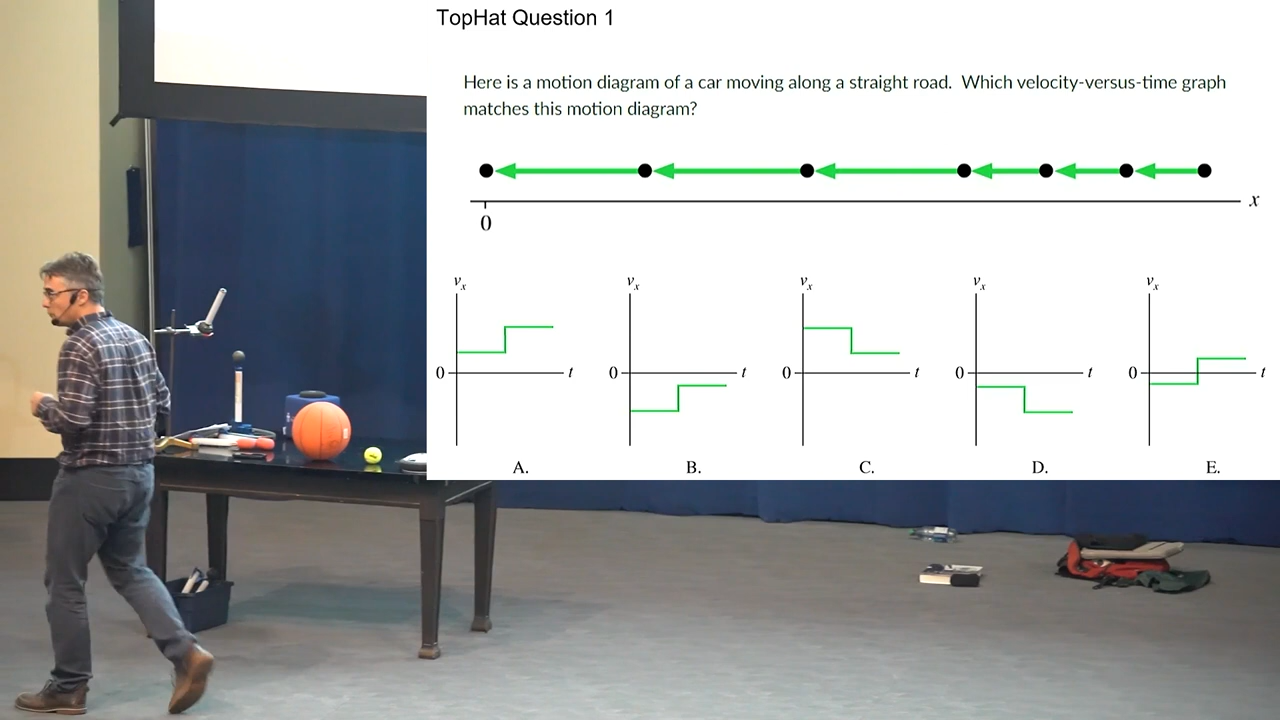 TopHat Question 1
Here is a motion diagram of a car moving along a straight road. Which velocity-versus-time graph
matches this motion diagram?
x
0
vx vx vx vx vx
0 t 0 t 0 t 0 t 0 t
A. B. C. D. E.